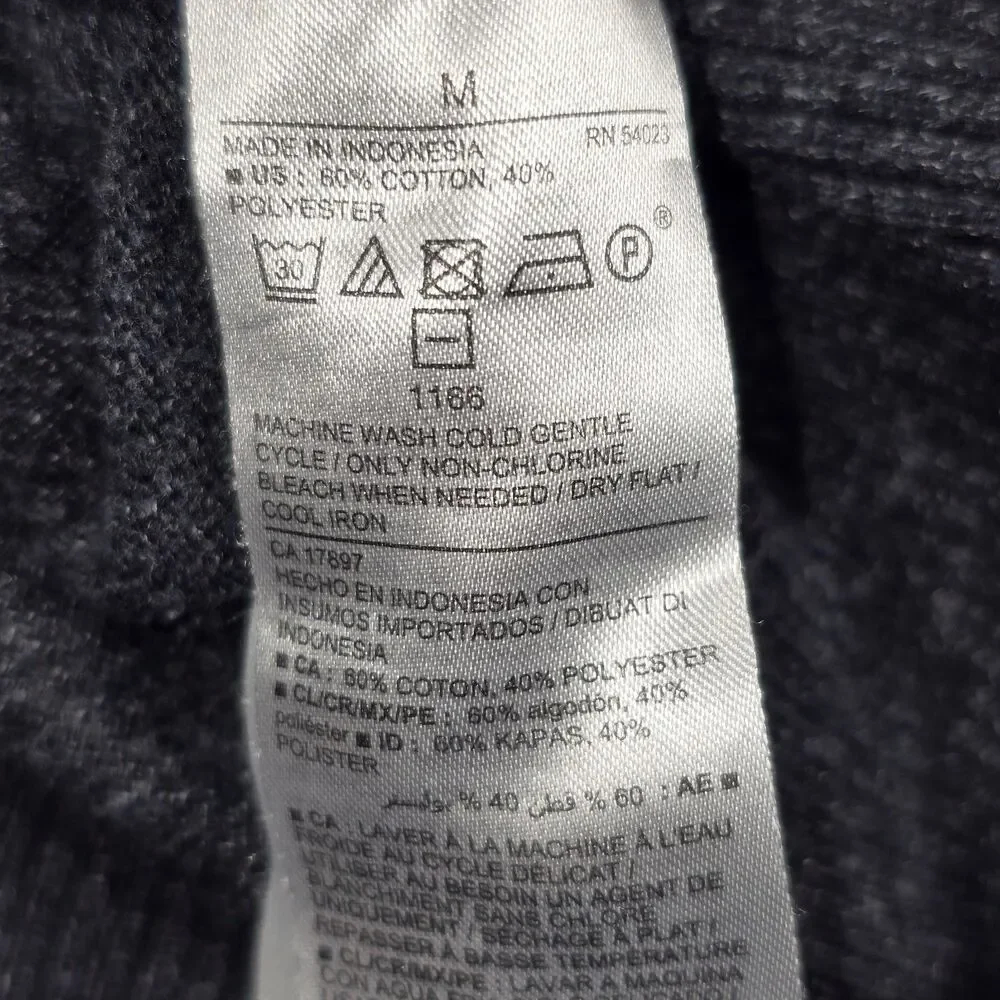 M
MADE IN INDONESIA RN 54023
■ US : 60% COTTON, 40%
POLYESTER
30 P ®
1166
MACHINE WASH COLD GENTLE
CYCLE / ONLY NON-CHLORINE
BLEACH WHEN NEEDED / DRY FLAT /
COOL IRON
CA 17897
HECHO EN INDONESIA CON
INSUMOS IMPORTADOS / DIBUAT DI
INDONESIA
■ CA : 60% COTON, 40% POLYESTER
■ CL/CR/MX/PE : 60% algodón, 40%
poliéster ■ ID : 60% KAPAS, 40%
POLISTER
■ AE : 60 % قطن 40 % بوليستر
■ CA : LAVER À LA MACHINE À L'EAU
FROIDE AU CYCLE DÉLICAT /
UTILISER AU BESOIN UN AGENT DE
BLANCHIMENT SANS CHLORE
UNIQUEMENT / SÉCHAGE À PLAT /
REPASSER À BASSE TEMPÉRATURE
■ CL/CR/MX/PE : LAVAR A MAQUINA
CON AGUA